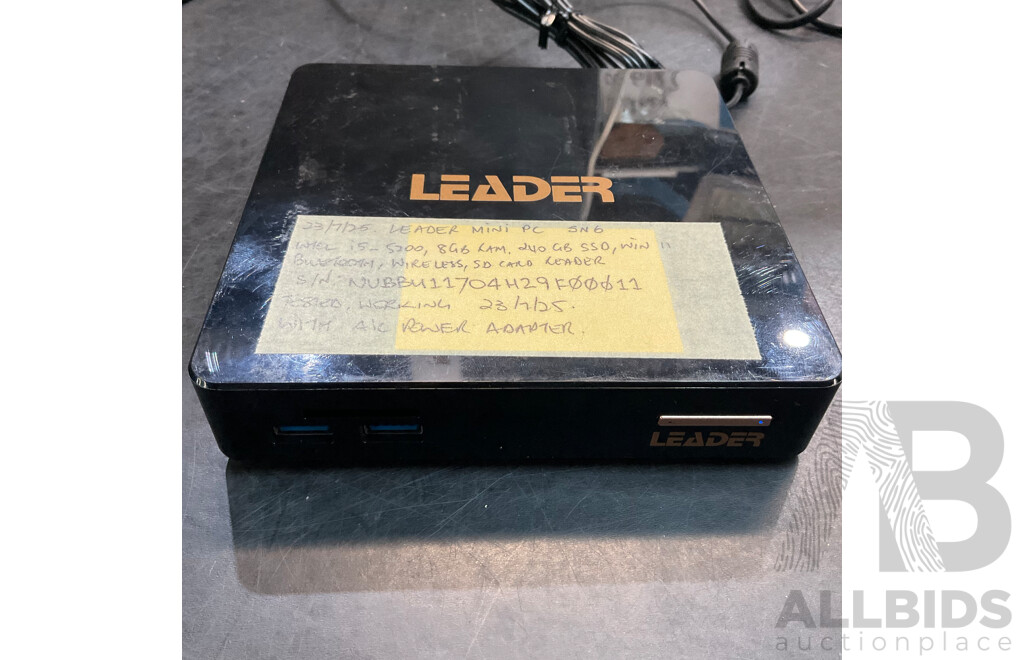 LEADER
23/7/25. LEADER MINI PC SN6
INTEL i5-5200, 8GB RAM, 240 GB SSD, WIN 11
BLUETOOTH, WIRELESS, SD CARD READER
S/N. NUBBU11704H29F00011
TESTED. WORKING 23/7/25.
WITH A/C POWER ADAPTER.
LEADER
AB
ALLBIDS
auctionplace